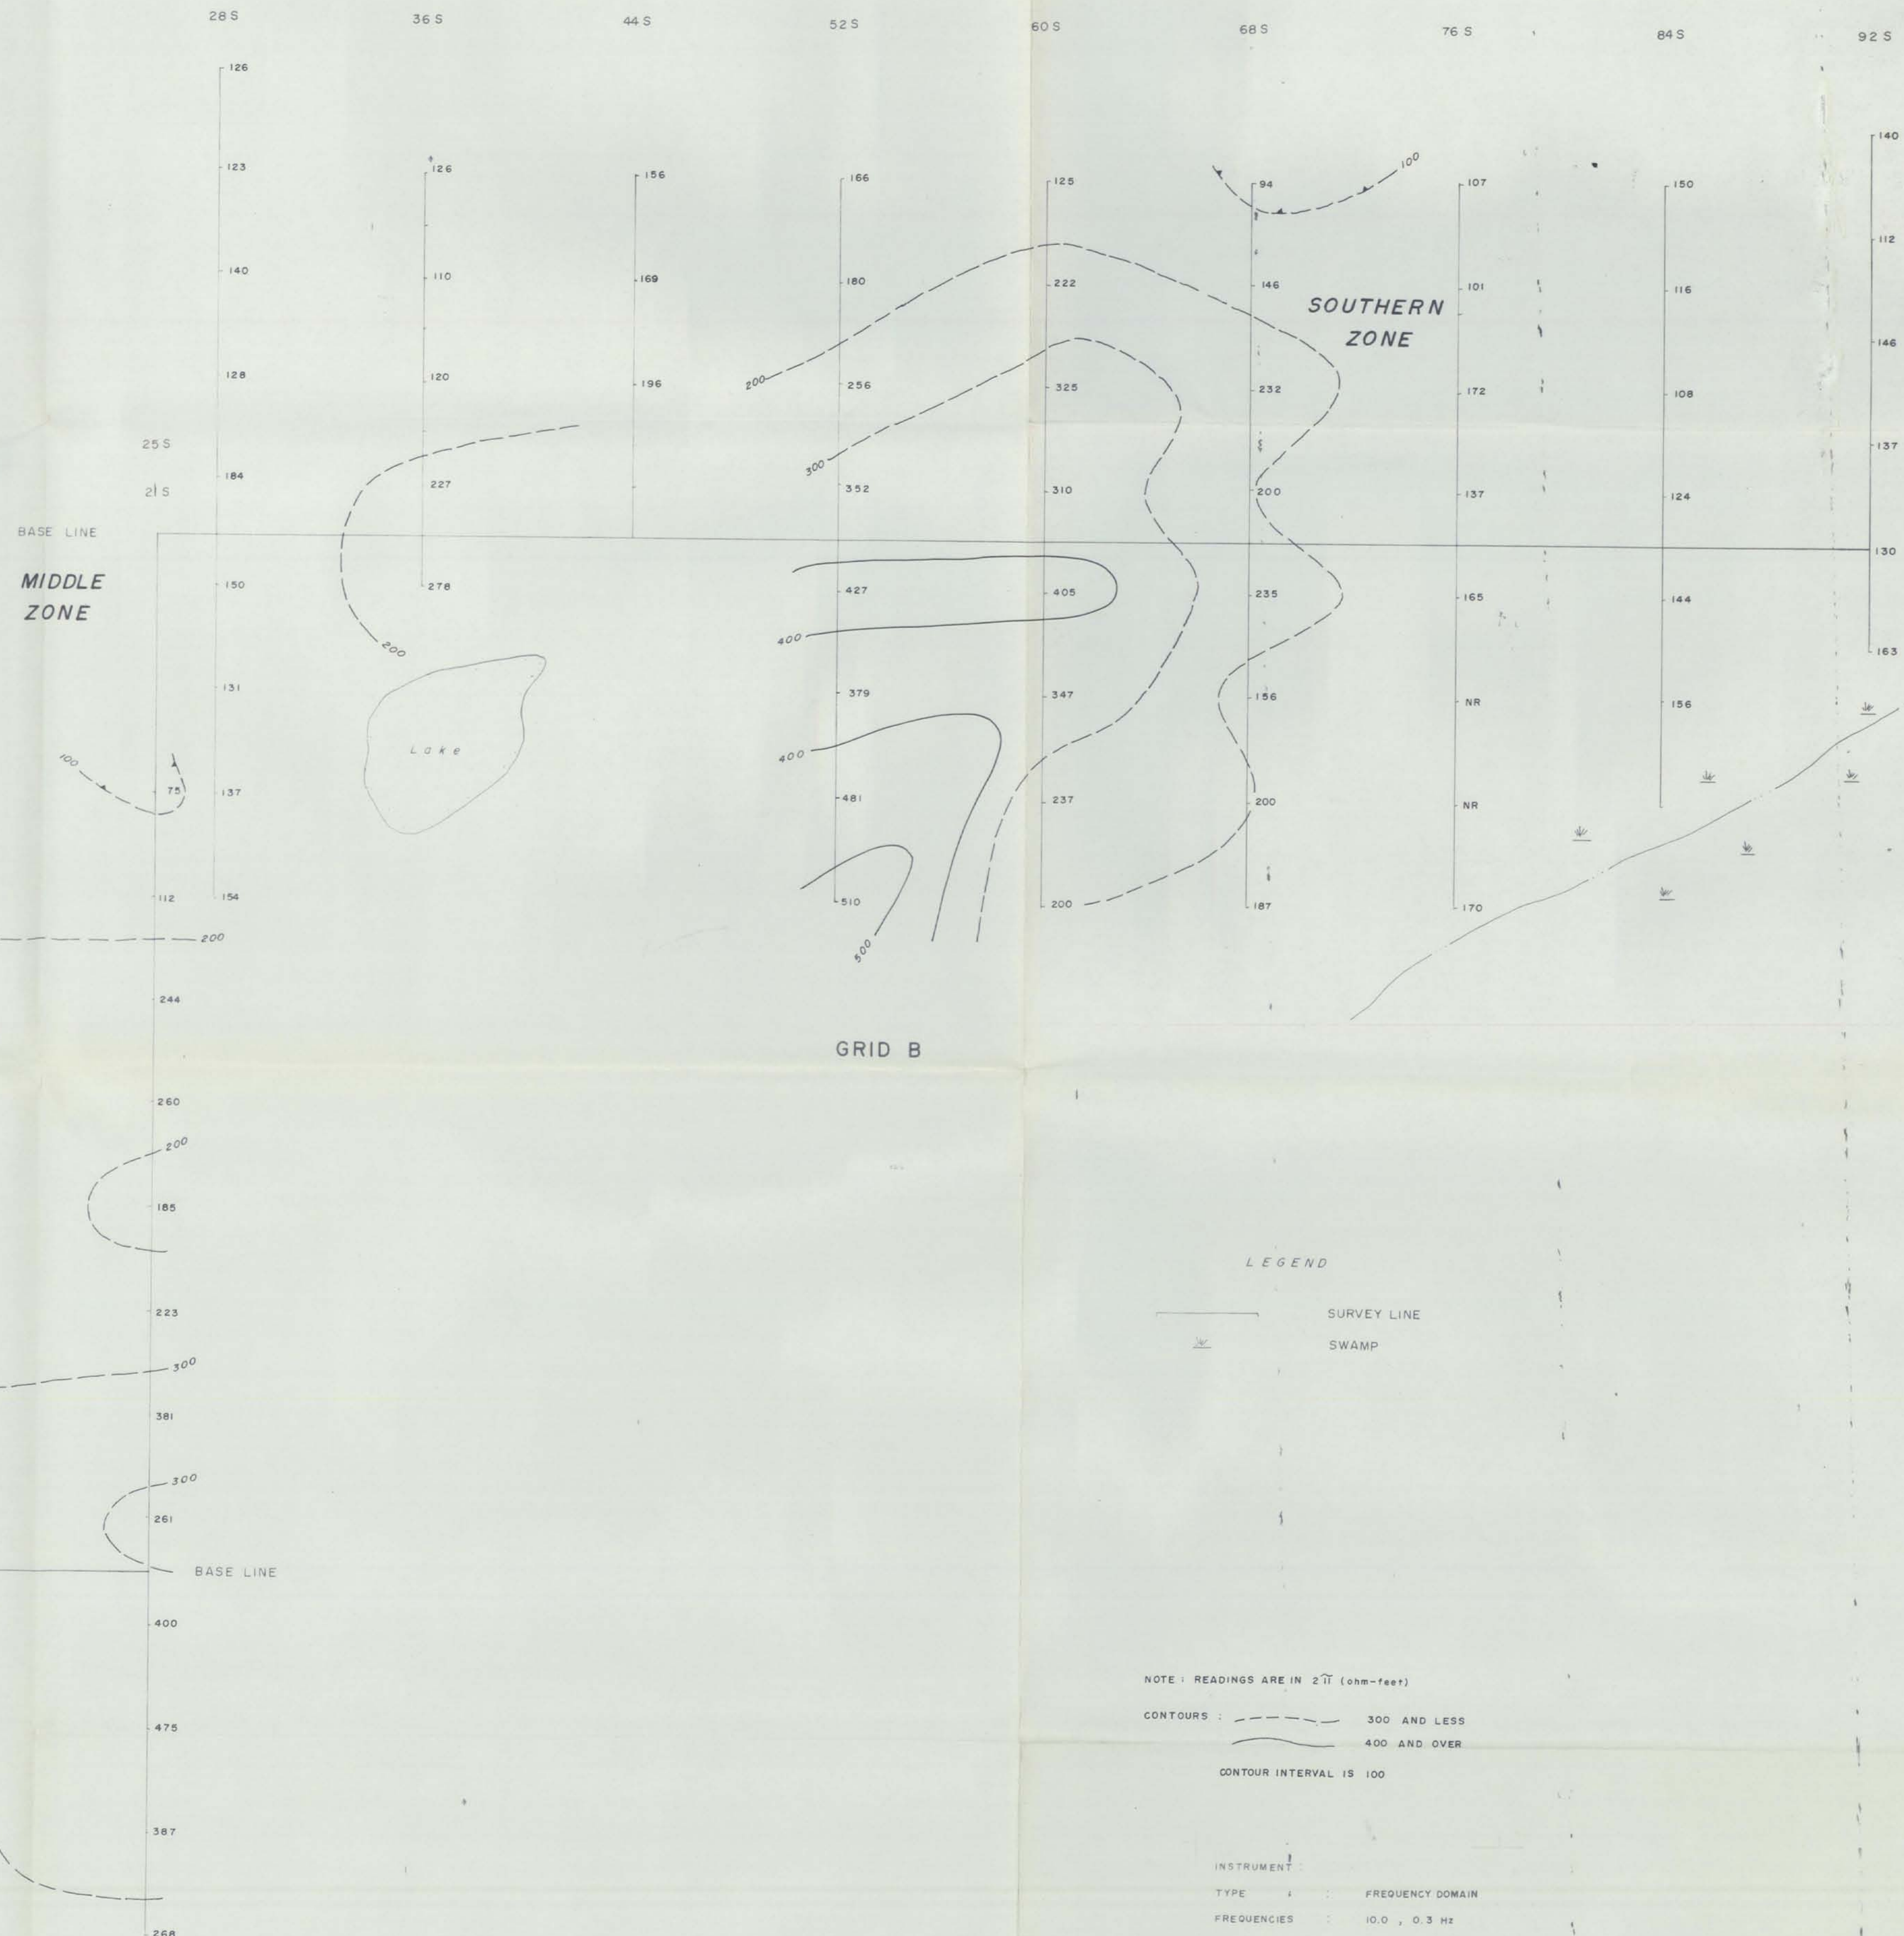 28 S 36 S 44 S 52 S 60 S 68 S 76 S 84 S 92 S
126
140
123 126 156 166 125 94 100 107 150
112
140 110 169 180 222 146 101 116
SOUTHERN
ZONE
146
128 120 196 200 256 325 232 172 108
25 S 137
300
184 227 352 310 200 137 124
21 S
BASE LINE
130
MIDDLE
ZONE
150 278 427 405 235 165 144
400
200 163
131 379 347 156 NR 156
Lake
100 400
75 137 481 237 200 NR
112 154 510 200 187 170
200
500
244
GRID B
260
200
185
LEGEND
223 SURVEY LINE
SWAMP
300
381
300
261
BASE LINE
400
NOTE : READINGS ARE IN 2 π (ohm-feet)
CONTOURS : 300 AND LESS
475
400 AND OVER
CONTOUR INTERVAL IS 100
387
INSTRUMENT :
TYPE : FREQUENCY DOMAIN
FREQUENCIES : 10.0 , 0.3 Hz
268